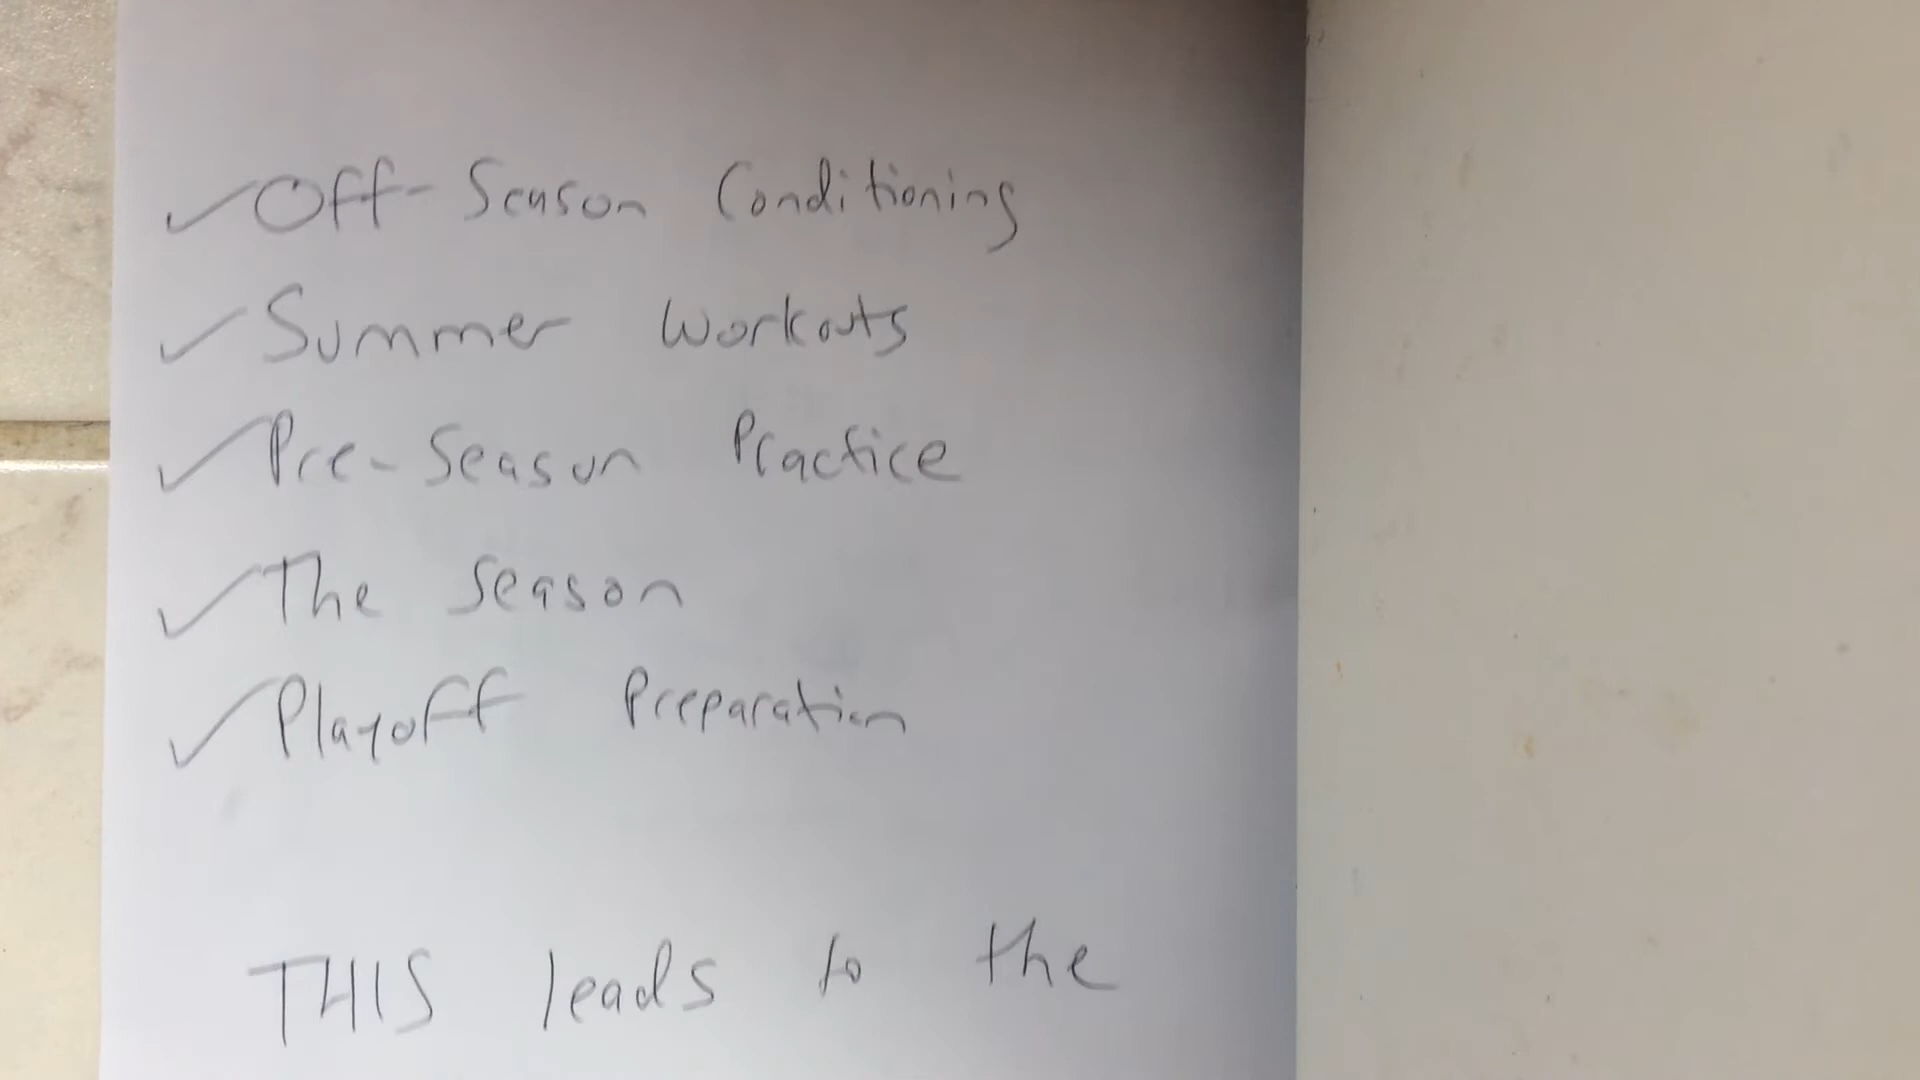 ✓ Off-Season Conditioning
✓ Summer Workouts
✓ Pre-Season Practice
✓ The Season
✓ Playoff Preparation
THIS leads to the